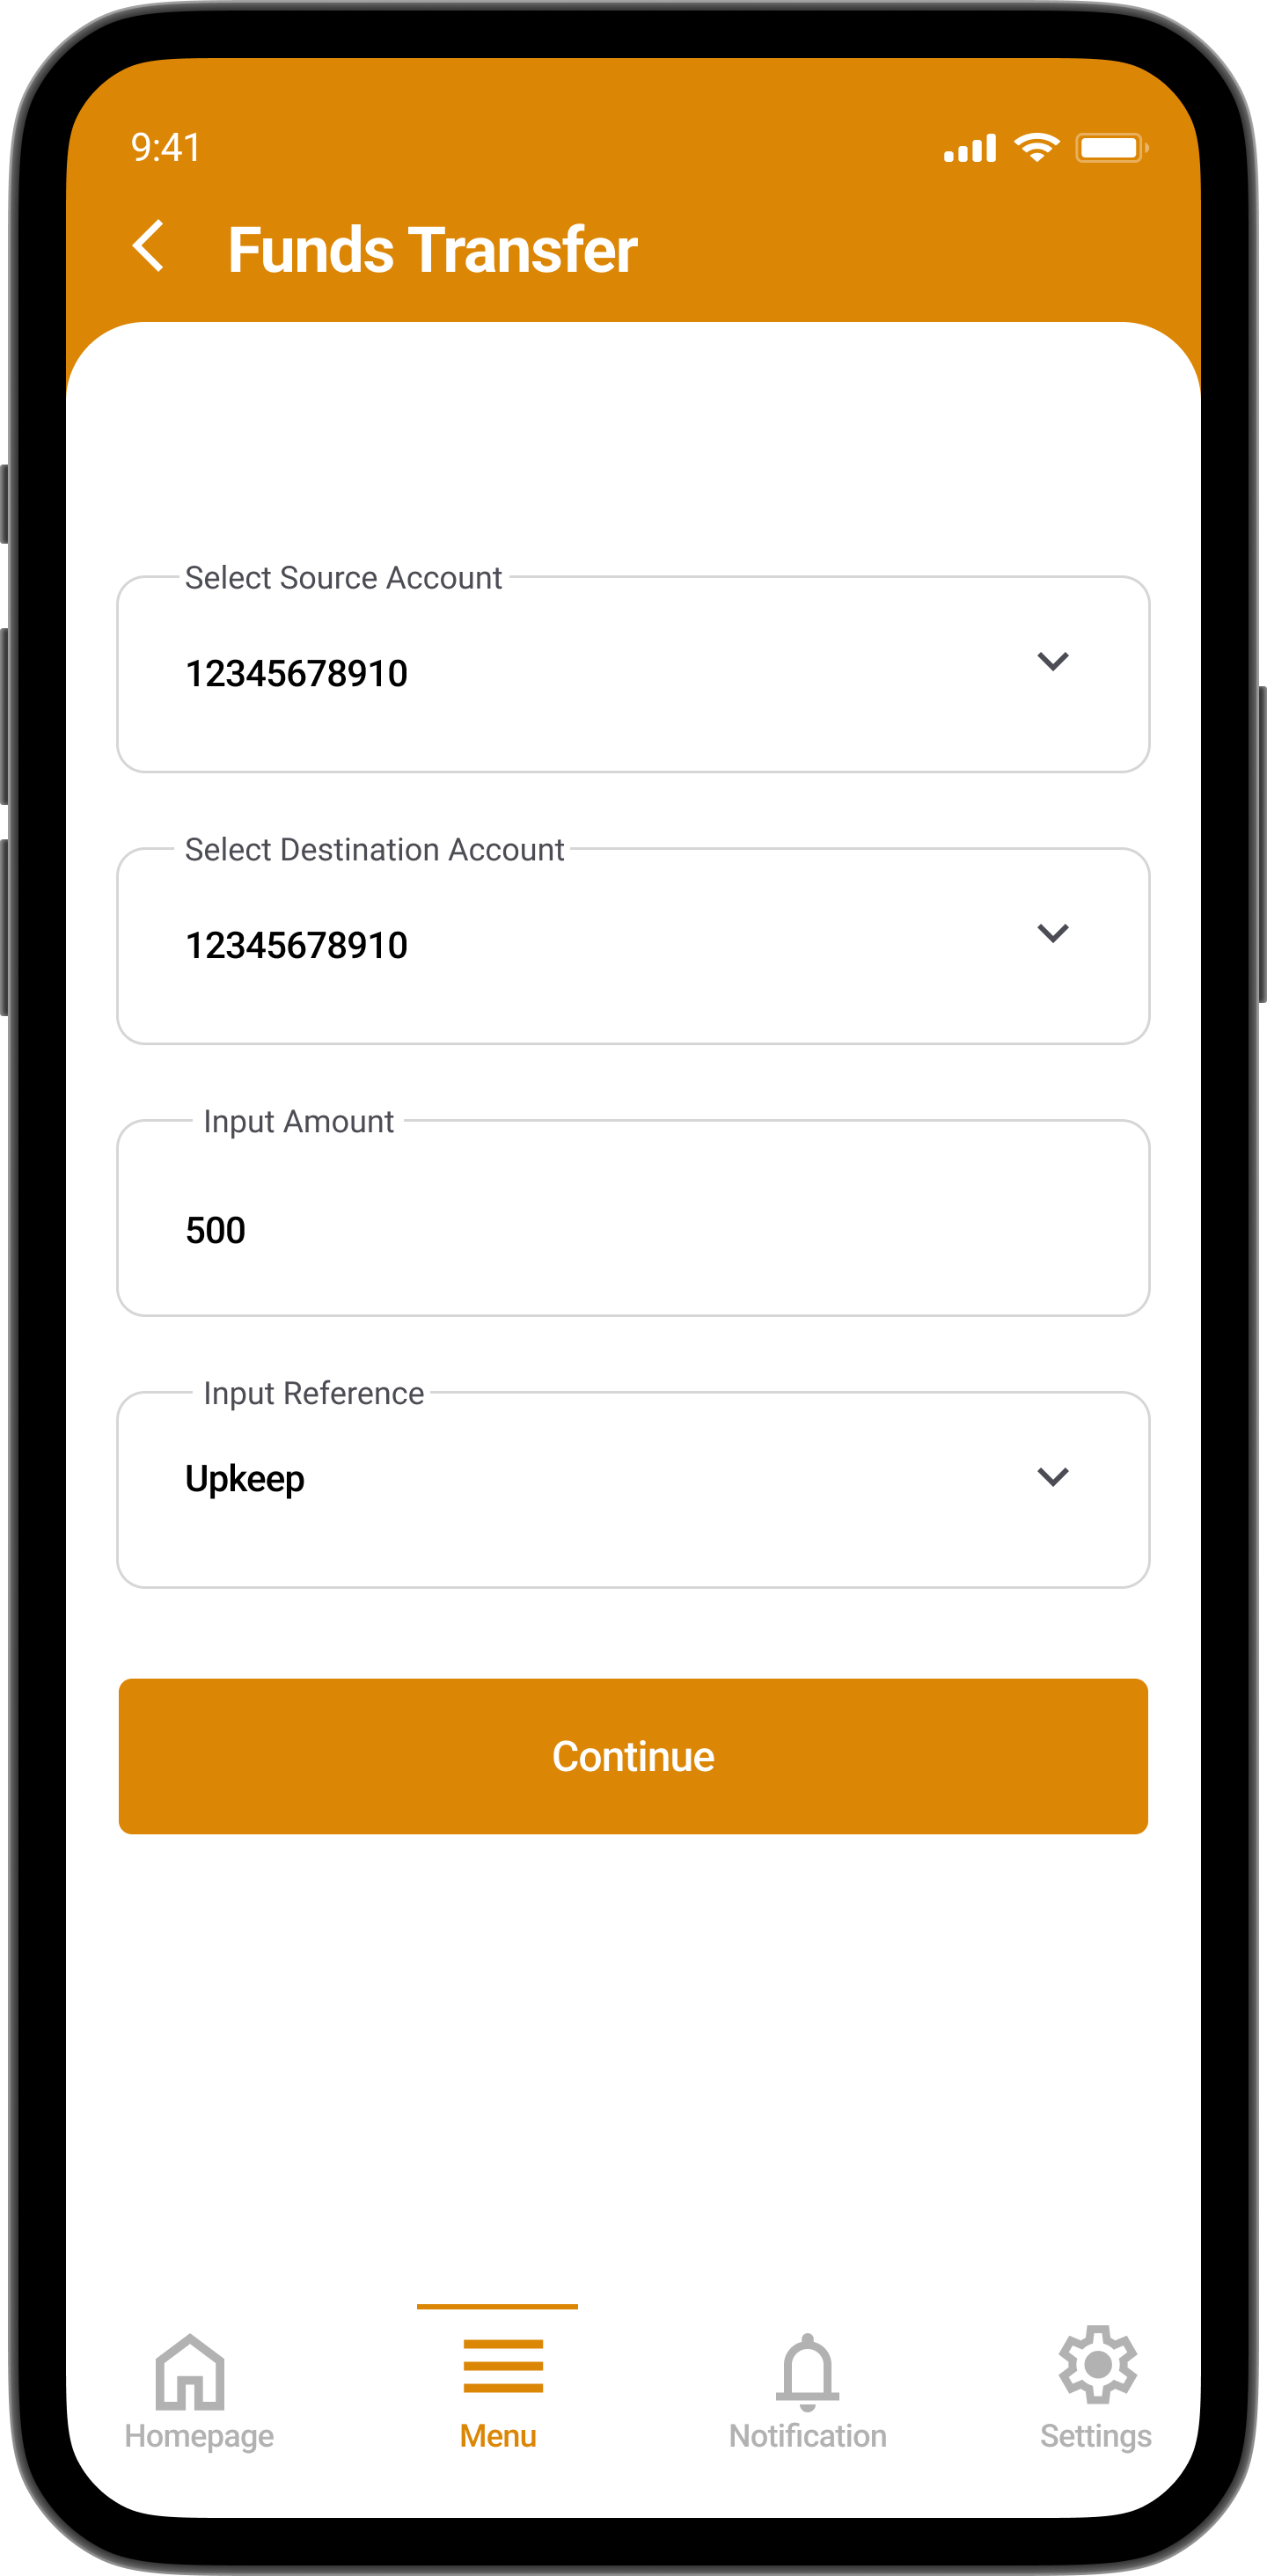 9:41
Funds Transfer
Select Source Account
12345678910
Select Destination Account
12345678910
Input Amount
500
Input Reference
Upkeep
Continue
Homepage Menu Notification Settings